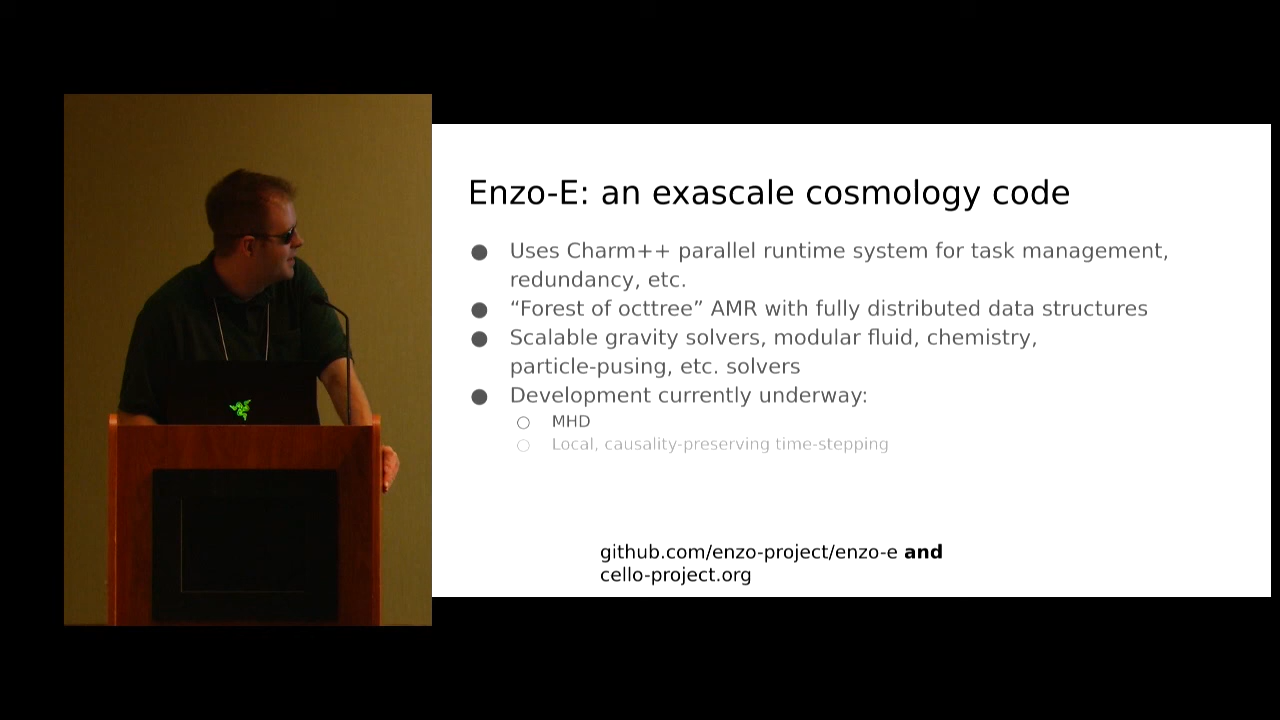 Enzo-E: an exascale cosmology code
● Uses Charm++ parallel runtime system for task management,
redundancy, etc.
● “Forest of octtree” AMR with fully distributed data structures
● Scalable gravity solvers, modular fluid, chemistry,
particle-pusing, etc. solvers
● Development currently underway:
○ MHD
○ Local, causality-preserving time-stepping
github.com/enzo-project/enzo-e and
cello-project.org